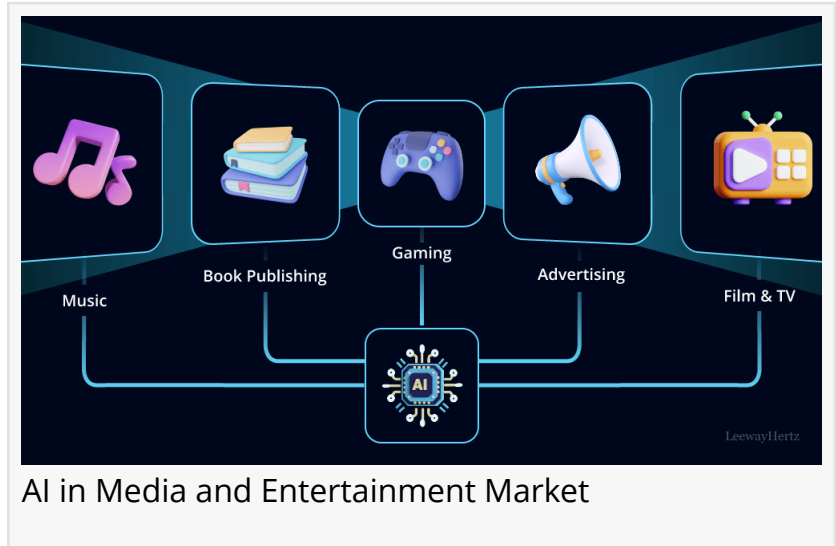 Gaming
Book Publishing
Advertising
Music
Film & TV
AI
LeewayHertz
AI in Media and Entertainment Market